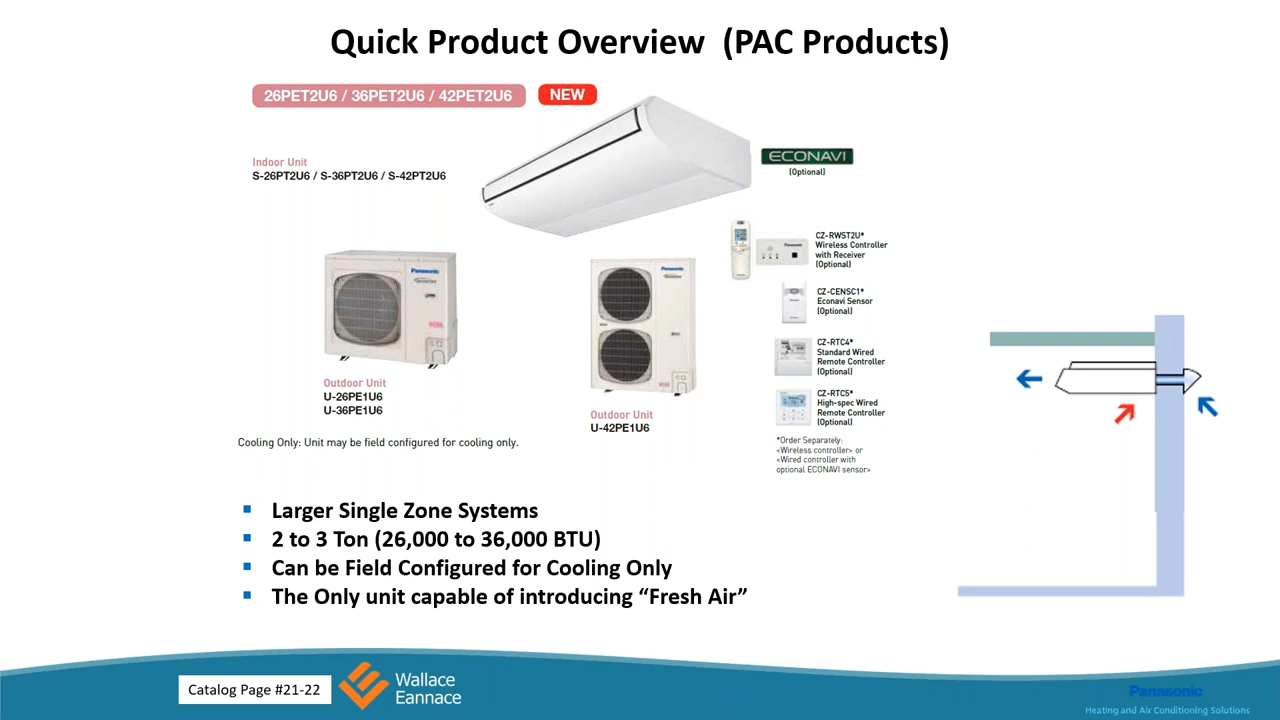 Quick Product Overview (PAC Products)
26PET2U6 / 36PET2U6 / 42PET2U6
NEW
Indoor Unit
S-26PT2U6 / S-36PT2U6 / S-42PT2U6
ECONAVI
(Optional)
CZ-RWST2U*
Wireless Controller
with Receiver
(Optional)
Panasonic
CZ-CENSC1*
Econavi Sensor
(Optional)
CZ-RTC4*
Standard Wired
Remote Controller
(Optional)
CZ-RTC5*
High-spec Wired
Remote Controller
(Optional)
*Order Separately:
<Wireless controller> or
<Wired controller with
optional ECONAVI sensor>
Panasonic
Outdoor Unit
U-26PE1U6
U-36PE1U6
Panasonic
Outdoor Unit
U-42PE1U6
Cooling Only: Unit may be field configured for cooling only.
▪ Larger Single Zone Systems
▪ 2 to 3 Ton (26,000 to 36,000 BTU)
▪ Can be Field Configured for Cooling Only
▪ The Only unit capable of introducing “Fresh Air”
Catalog Page #21-22
Wallace
Eannace
Panasonic
Heating and Air Conditioning Solutions